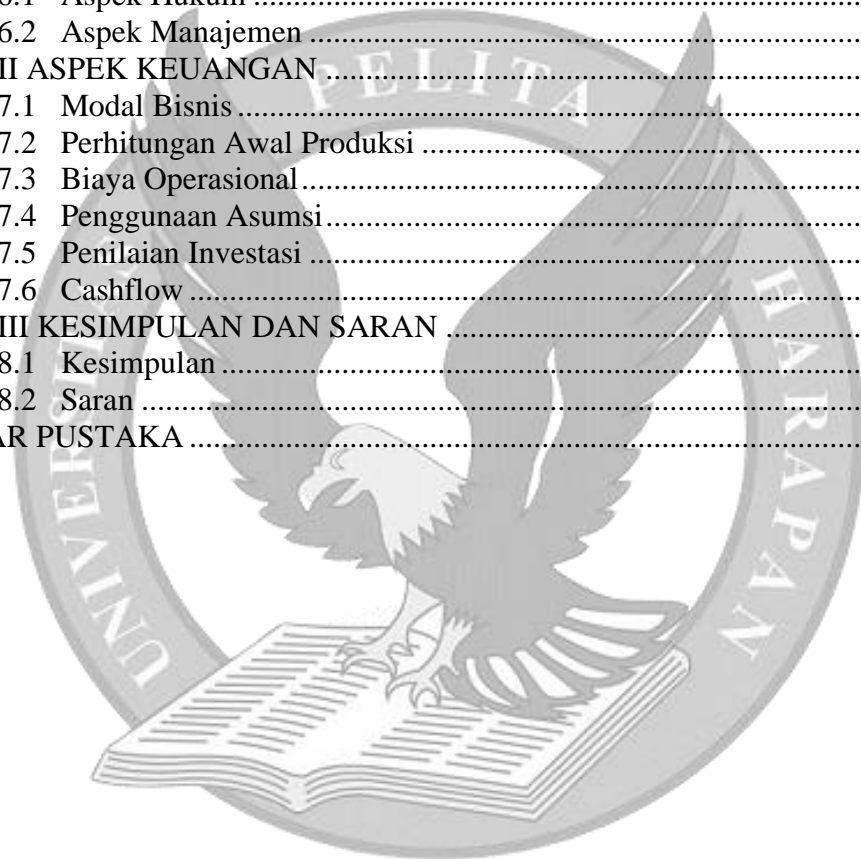 6.1 Aspek Hukum
6.2 Aspek Manajemen
II ASPEK KEUANGAN
7.1 Modal Bisnis
7.2 Perhitungan Awal Produksi
7.3 Biaya Operasional
7.4 Penggunaan Asumsi
7.5 Penilaian Investasi
7.6 Cashflow
III KESIMPULAN DAN SARAN
8.1 Kesimpulan
8.2 Saran
AR PUSTAKA
UNIVERSITAS PELITA HARAPAN